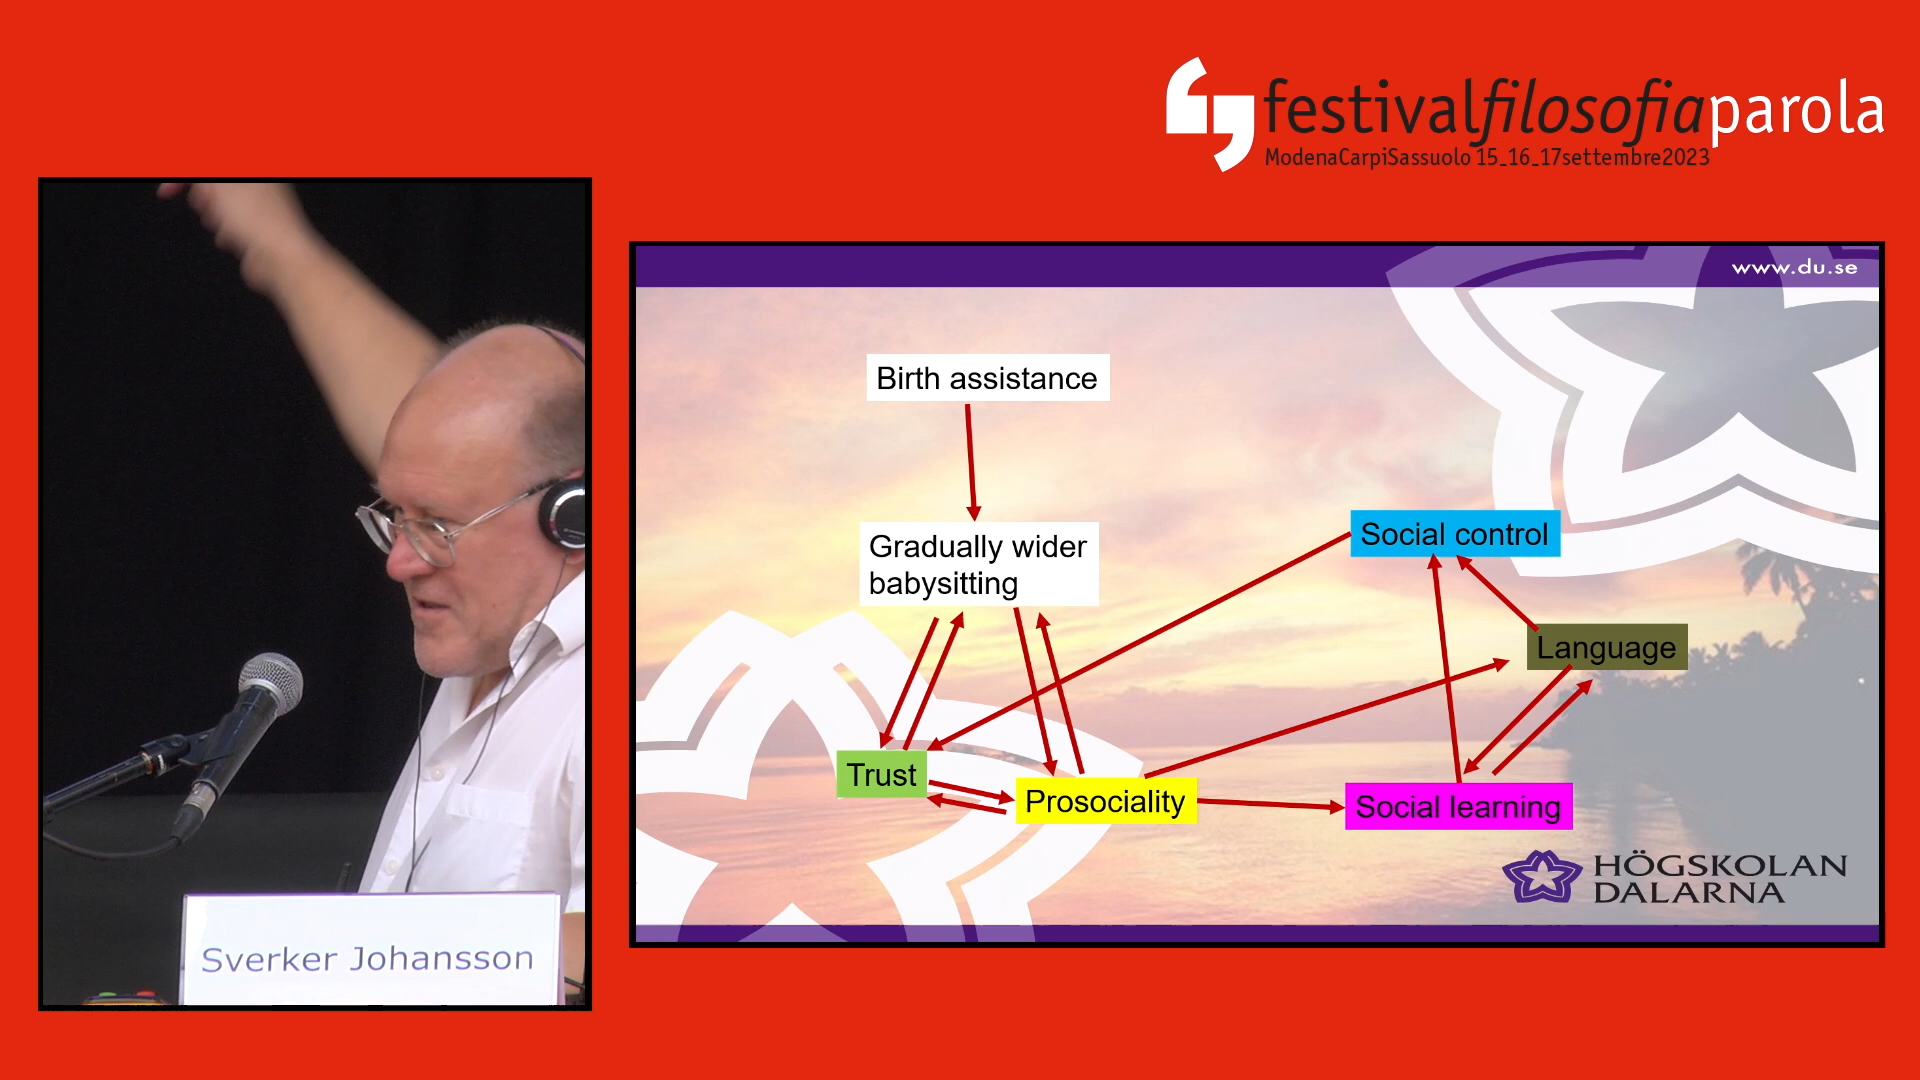 festivalfilosofiaparola
ModenaCarpiSassuolo 15_16_17settembre2023
www.du.se
Birth assistance
Gradually wider
babysitting
Social control
Language
Trust
Prosociality
Social learning
HÖGSKOLAN
DALARNA
Sverker Johansson